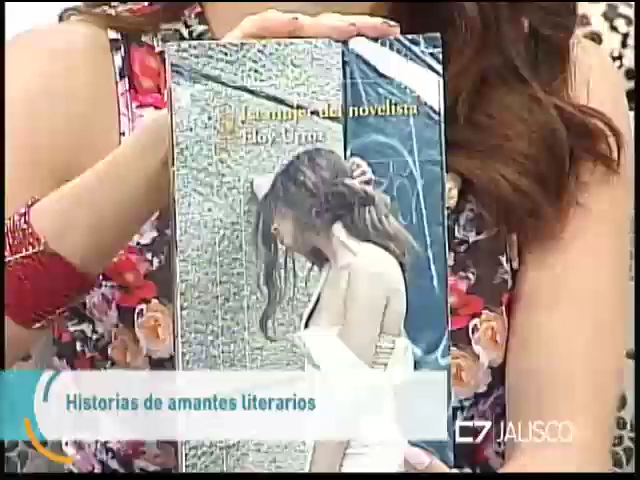 La mujer del novelista
Eloy Urroz
Historias de amantes literarios
C7 JALISCO